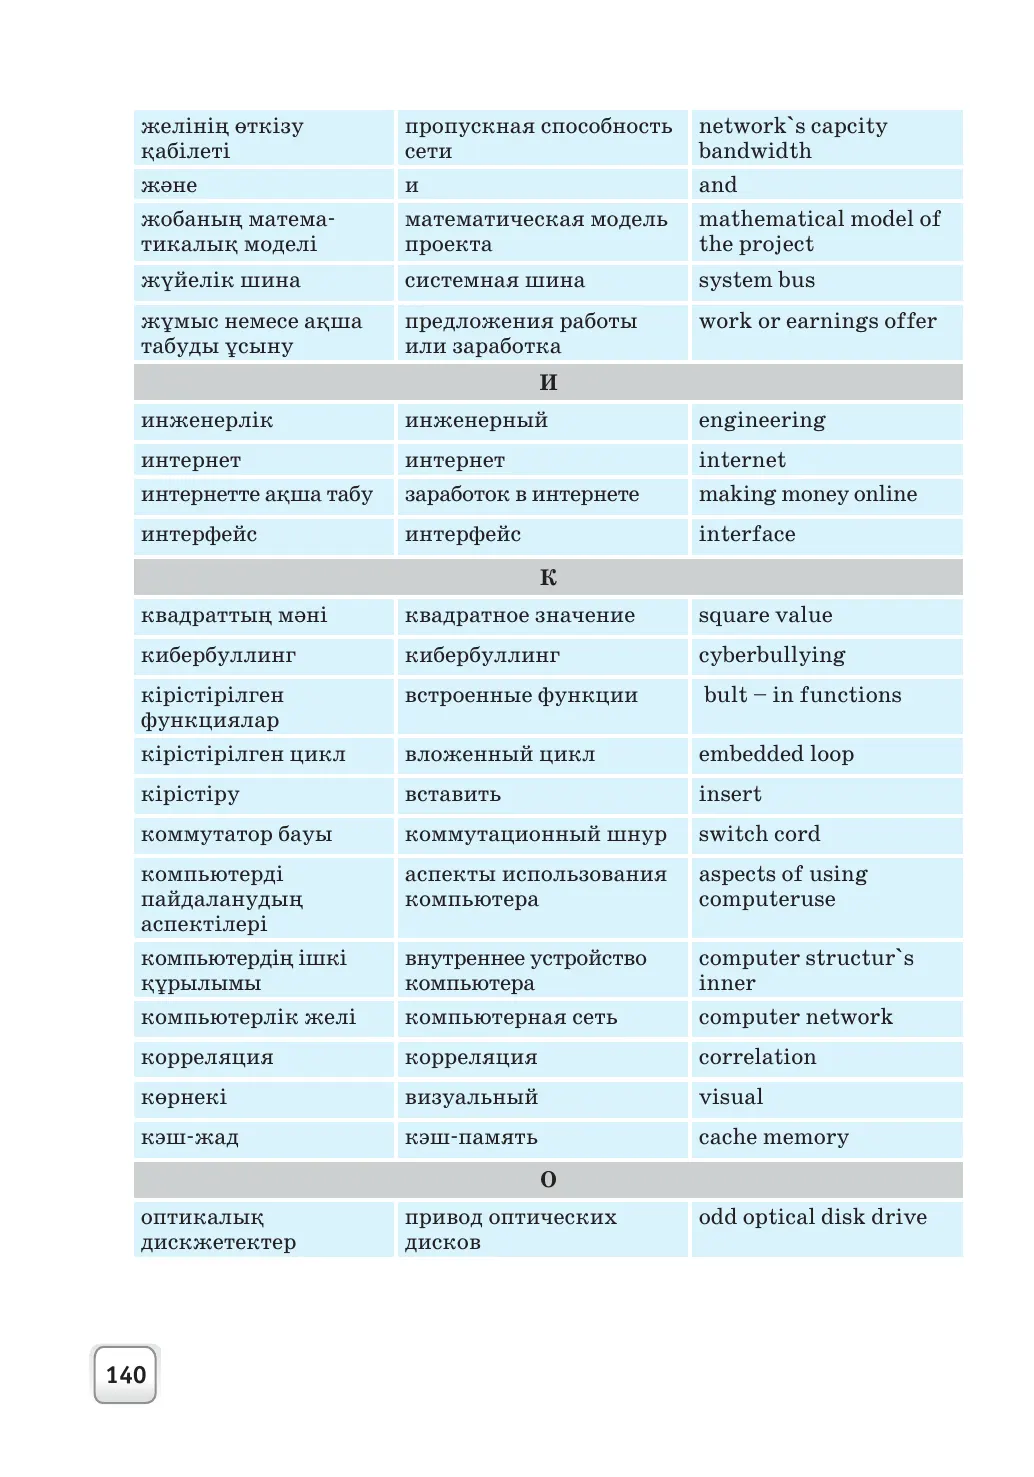 желінің өткізу қабілеті пропускная способность сети network`s capcity bandwidth
және и and
жобаның матема-тикалық моделі математическая модель проекта mathematical model of the project
жүйелік шина системная шина system bus
жұмыс немесе ақша табуды ұсыну предложения работы или заработка work or earnings offer
И
инженерлік инженерный engineering
интернет интернет internet
интернетте ақша табу заработок в интернете making money online
интерфейс интерфейс interface
К
квадраттың мәні квадратное значение square value
кибербуллинг кибербуллинг cyberbullying
кірістірілген функциялар встроенные функции bult – in functions
кірістірілген цикл вложенный цикл embedded loop
кірістіру вставить insert
коммутатор бауы коммутационный шнур switch cord
компьютерді пайдаланудың аспектілері аспекты использования компьютера aspects of using computeruse
компьютердің ішкі құрылымы внутреннее устройство компьютера computer structur`s inner
компьютерлік желі компьютерная сеть computer network
корреляция корреляция correlation
көрнекі визуальный visual
кэш-жад кэш-память cache memory
О
оптикалық дискжетектер привод оптических дисков odd optical disk drive
140